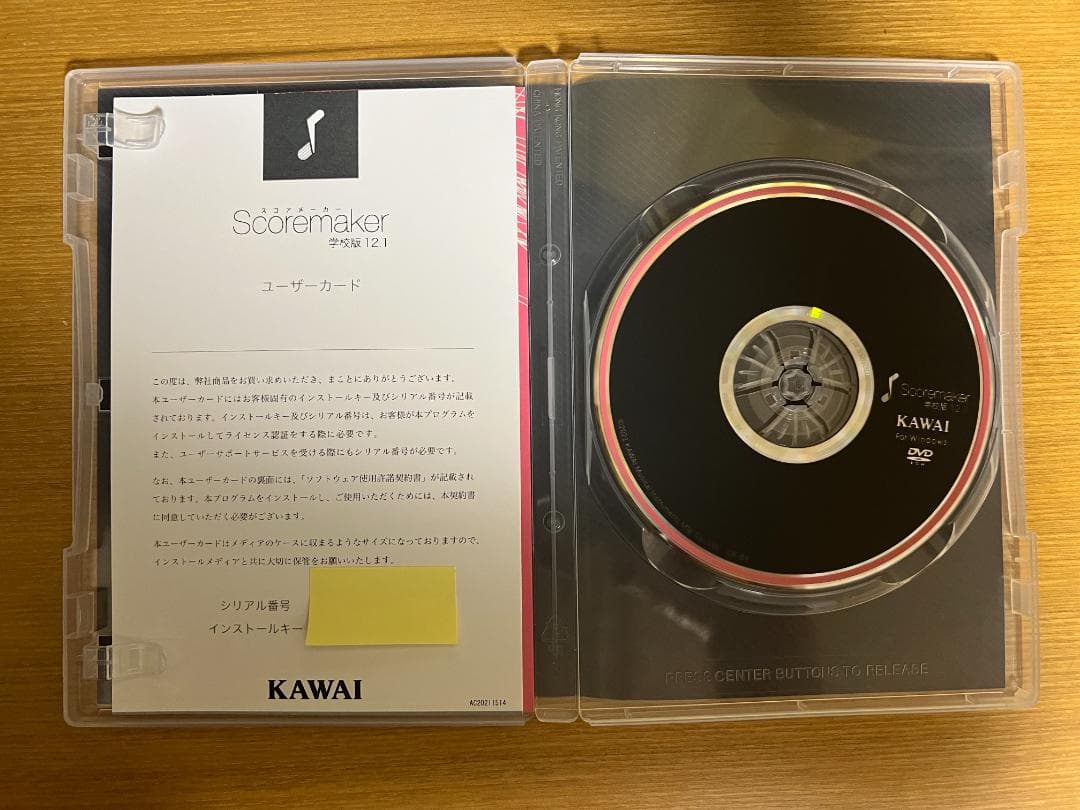 スコアメーカー
Scoremaker
学校版 12.1
ユーザーカード
この度は、弊社商品をお買い求めいただき、まことにありがとうございます。
本ユーザーカードにはお客様固有のインストールキー及びシリアル番号が記載
されております。インストールキー及びシリアル番号は、お客様が本プログラム
をインストールしてライセンス認証をする際に必要です。
また、ユーザーサポートサービスを受ける際にもシリアル番号が必要です。
なお、本ユーザーカードの裏面には、「ソフトウェア使用許諾契約書」が記載され
ております。本プログラムをインストールし、ご使用いただくためには、本契約書
に同意していただく必要がございます。
本ユーザーカードはメディアのケースに収まるようなサイズになっておりますので、
インストールメディアと共に大切に保管をお願いいたします。
シリアル番号
インストールキー
KAWAI
AC20211514
HONG KONG PATENTED
CHINA PATENTED
Scoremaker
学校版 12.1
KAWAI
For Windows
DVD
©2021 KAWAI
PRESS CENTER BUTTONS TO RELEASE